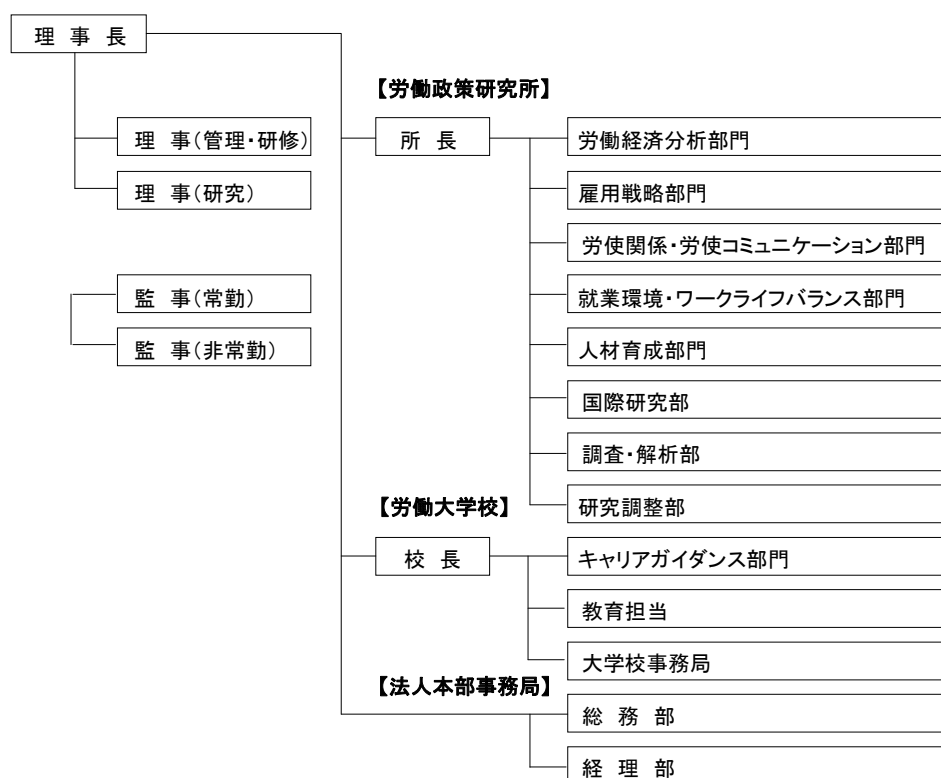 理 事 長
理 事(管理・研修)
理 事(研究)
監 事(常勤)
監 事(非常勤)
【労働政策研究所】
所 長
労働経済分析部門
雇用戦略部門
労使関係・労使コミュニケーション部門
就業環境・ワークライフバランス部門
人材育成部門
国際研究部
調査・解析部
研究調整部
【労働大学校】
校 長
キャリアガイダンス部門
教育担当
大学校事務局
【法人本部事務局】
総 務 部
経 理 部